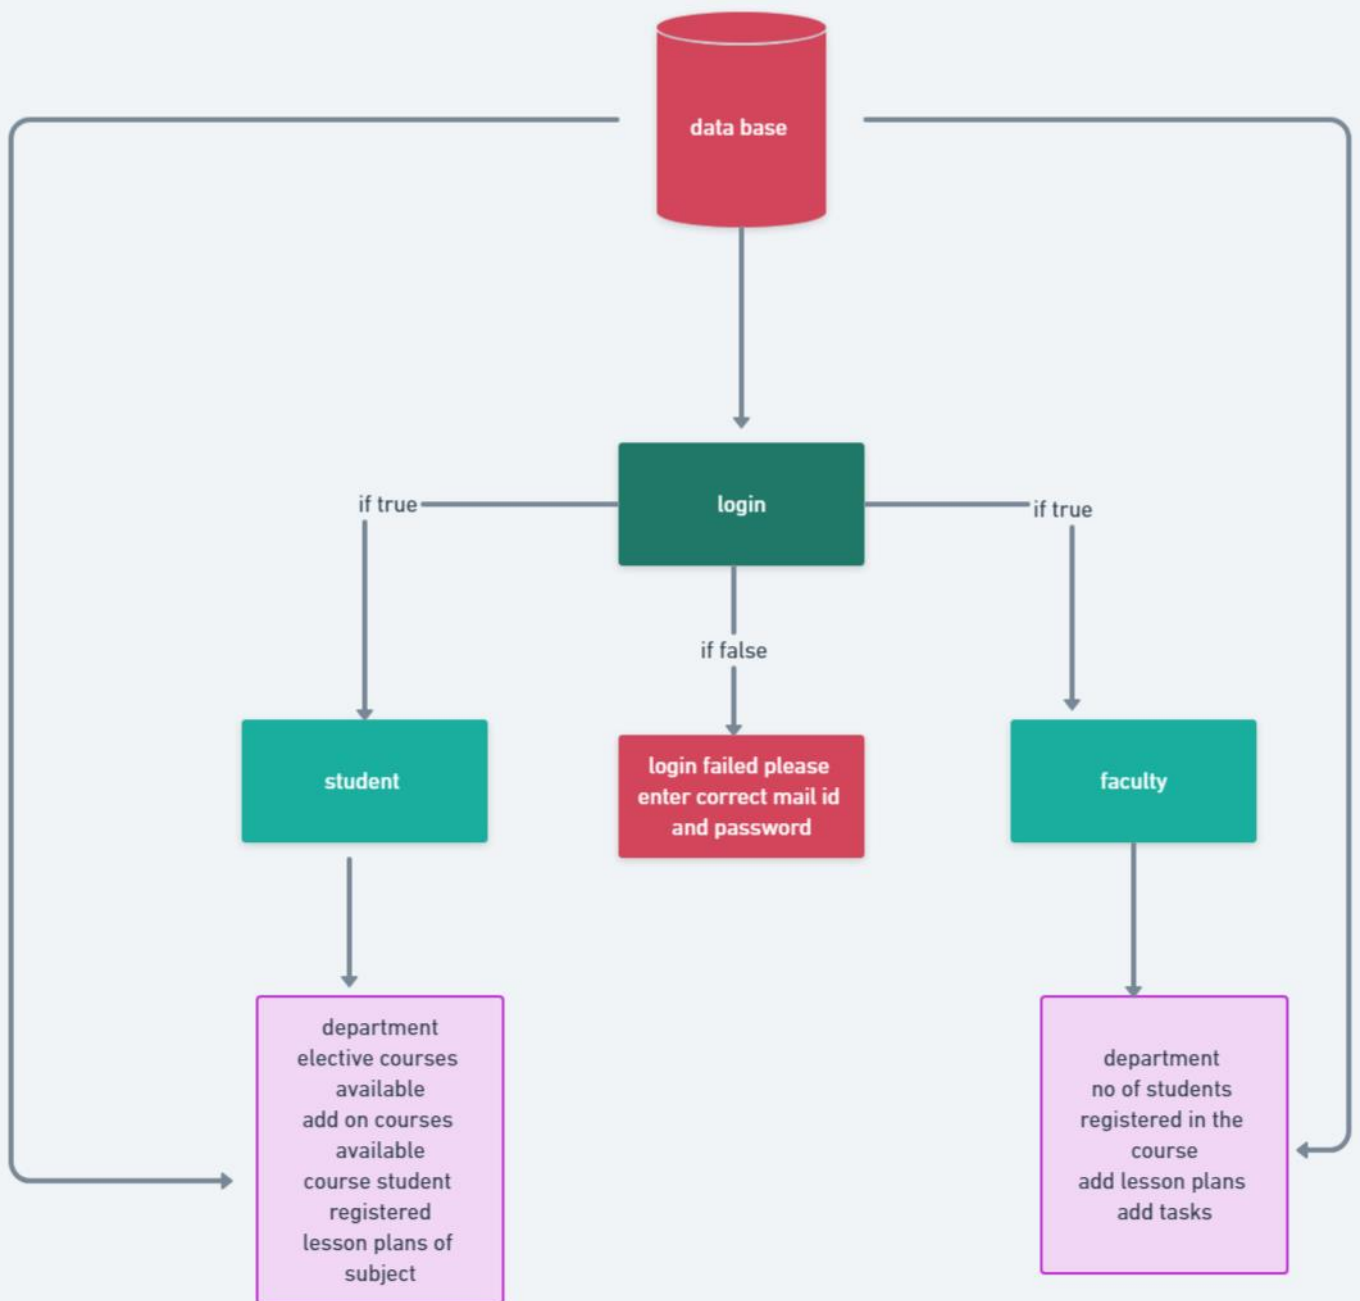 data base
login
if true
if true
if false
student
login failed please
enter correct mail id
and password
faculty
department
elective courses
available
add on courses
available
course student
registered
lesson plans of
subject
department
no of students
registered in the
course
add lesson plans
add tasks